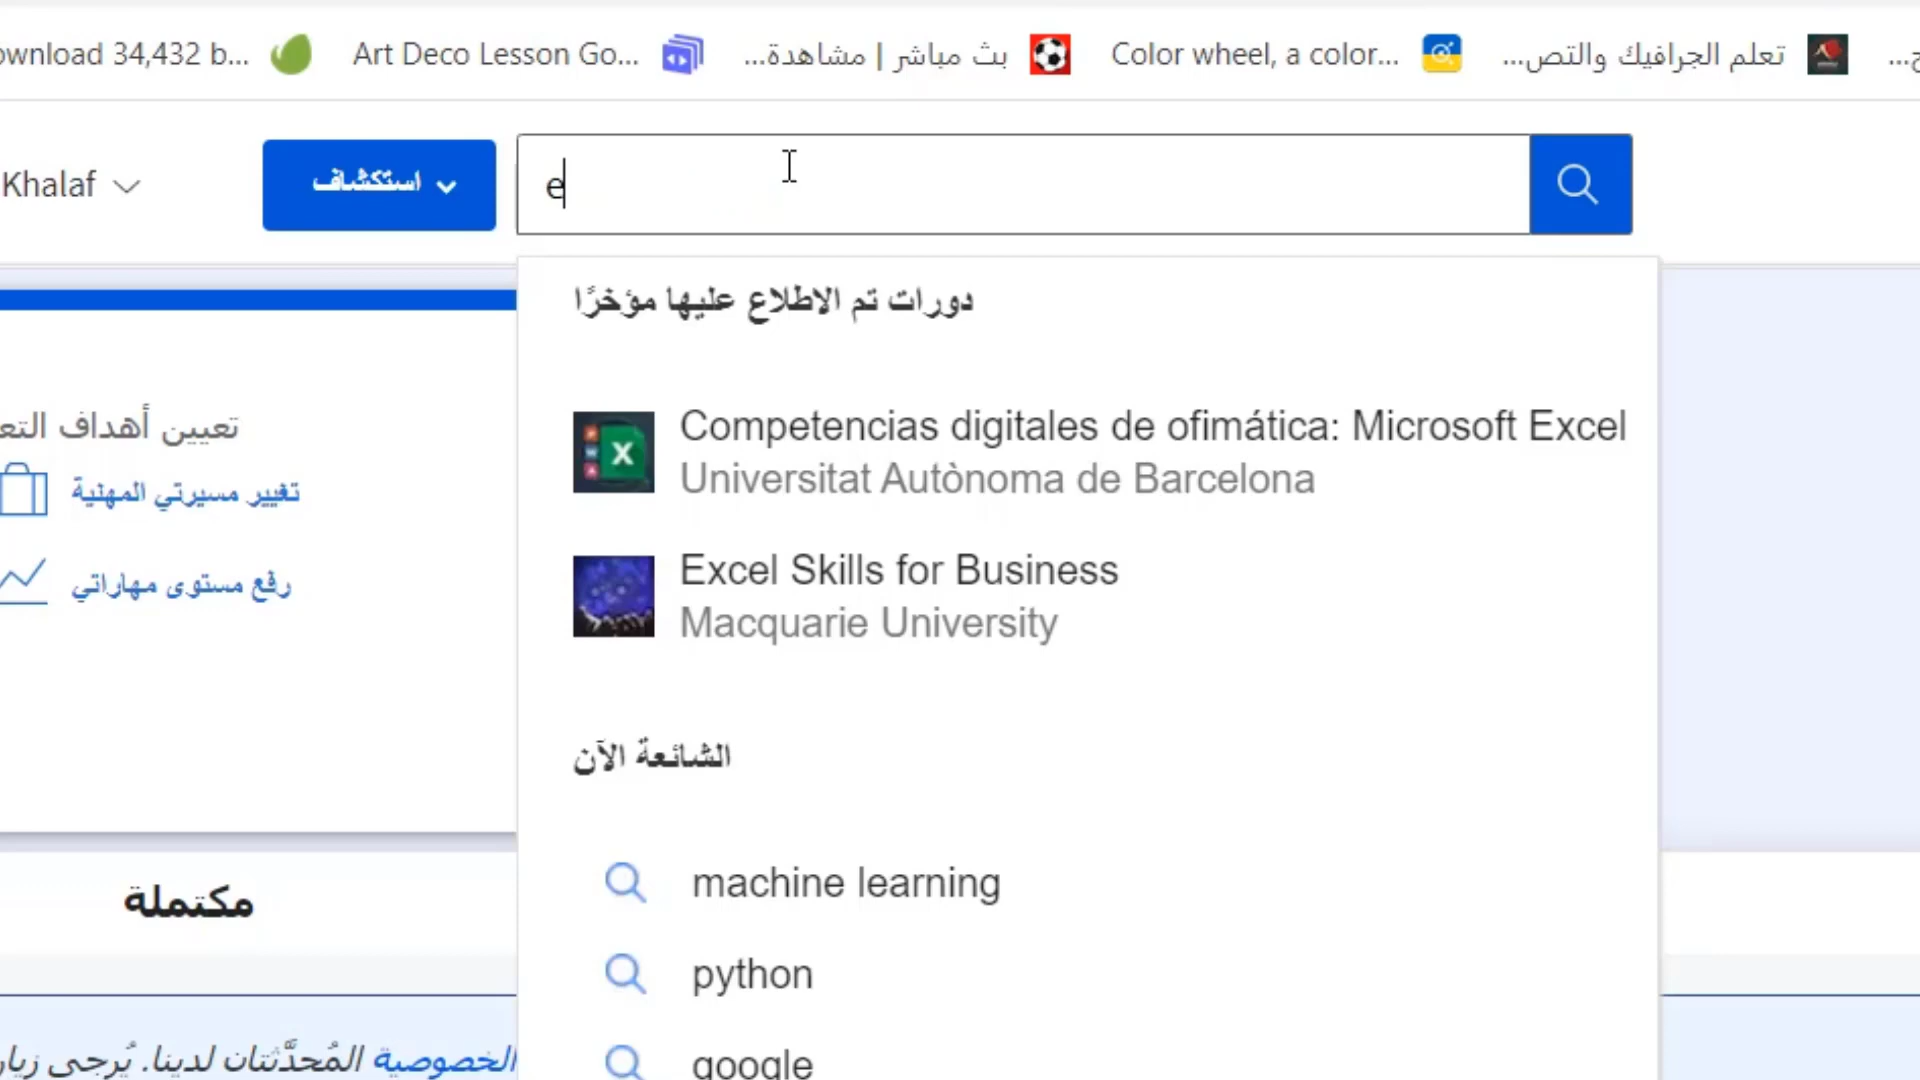 ownload 34,432 b...
Art Deco Lesson Go...
بث مباشر | مشاهدة...
Color wheel, a color...
تعلم الجرافيك والتص...
Khalaf
استكشاف
e
دورات تم الاطلاع عليها مؤخرًا
Competencias digitales de ofimática: Microsoft Excel
Universitat Autònoma de Barcelona
Excel Skills for Business
Macquarie University
الشائعة الآن
machine learning
python
google
تعيين أهداف التع
تغيير مسيرتي المهنية
رفع مستوى مهاراتي
مكتملة
الخصوصية المُحدَّثتان لدينا. يُرجى زيار